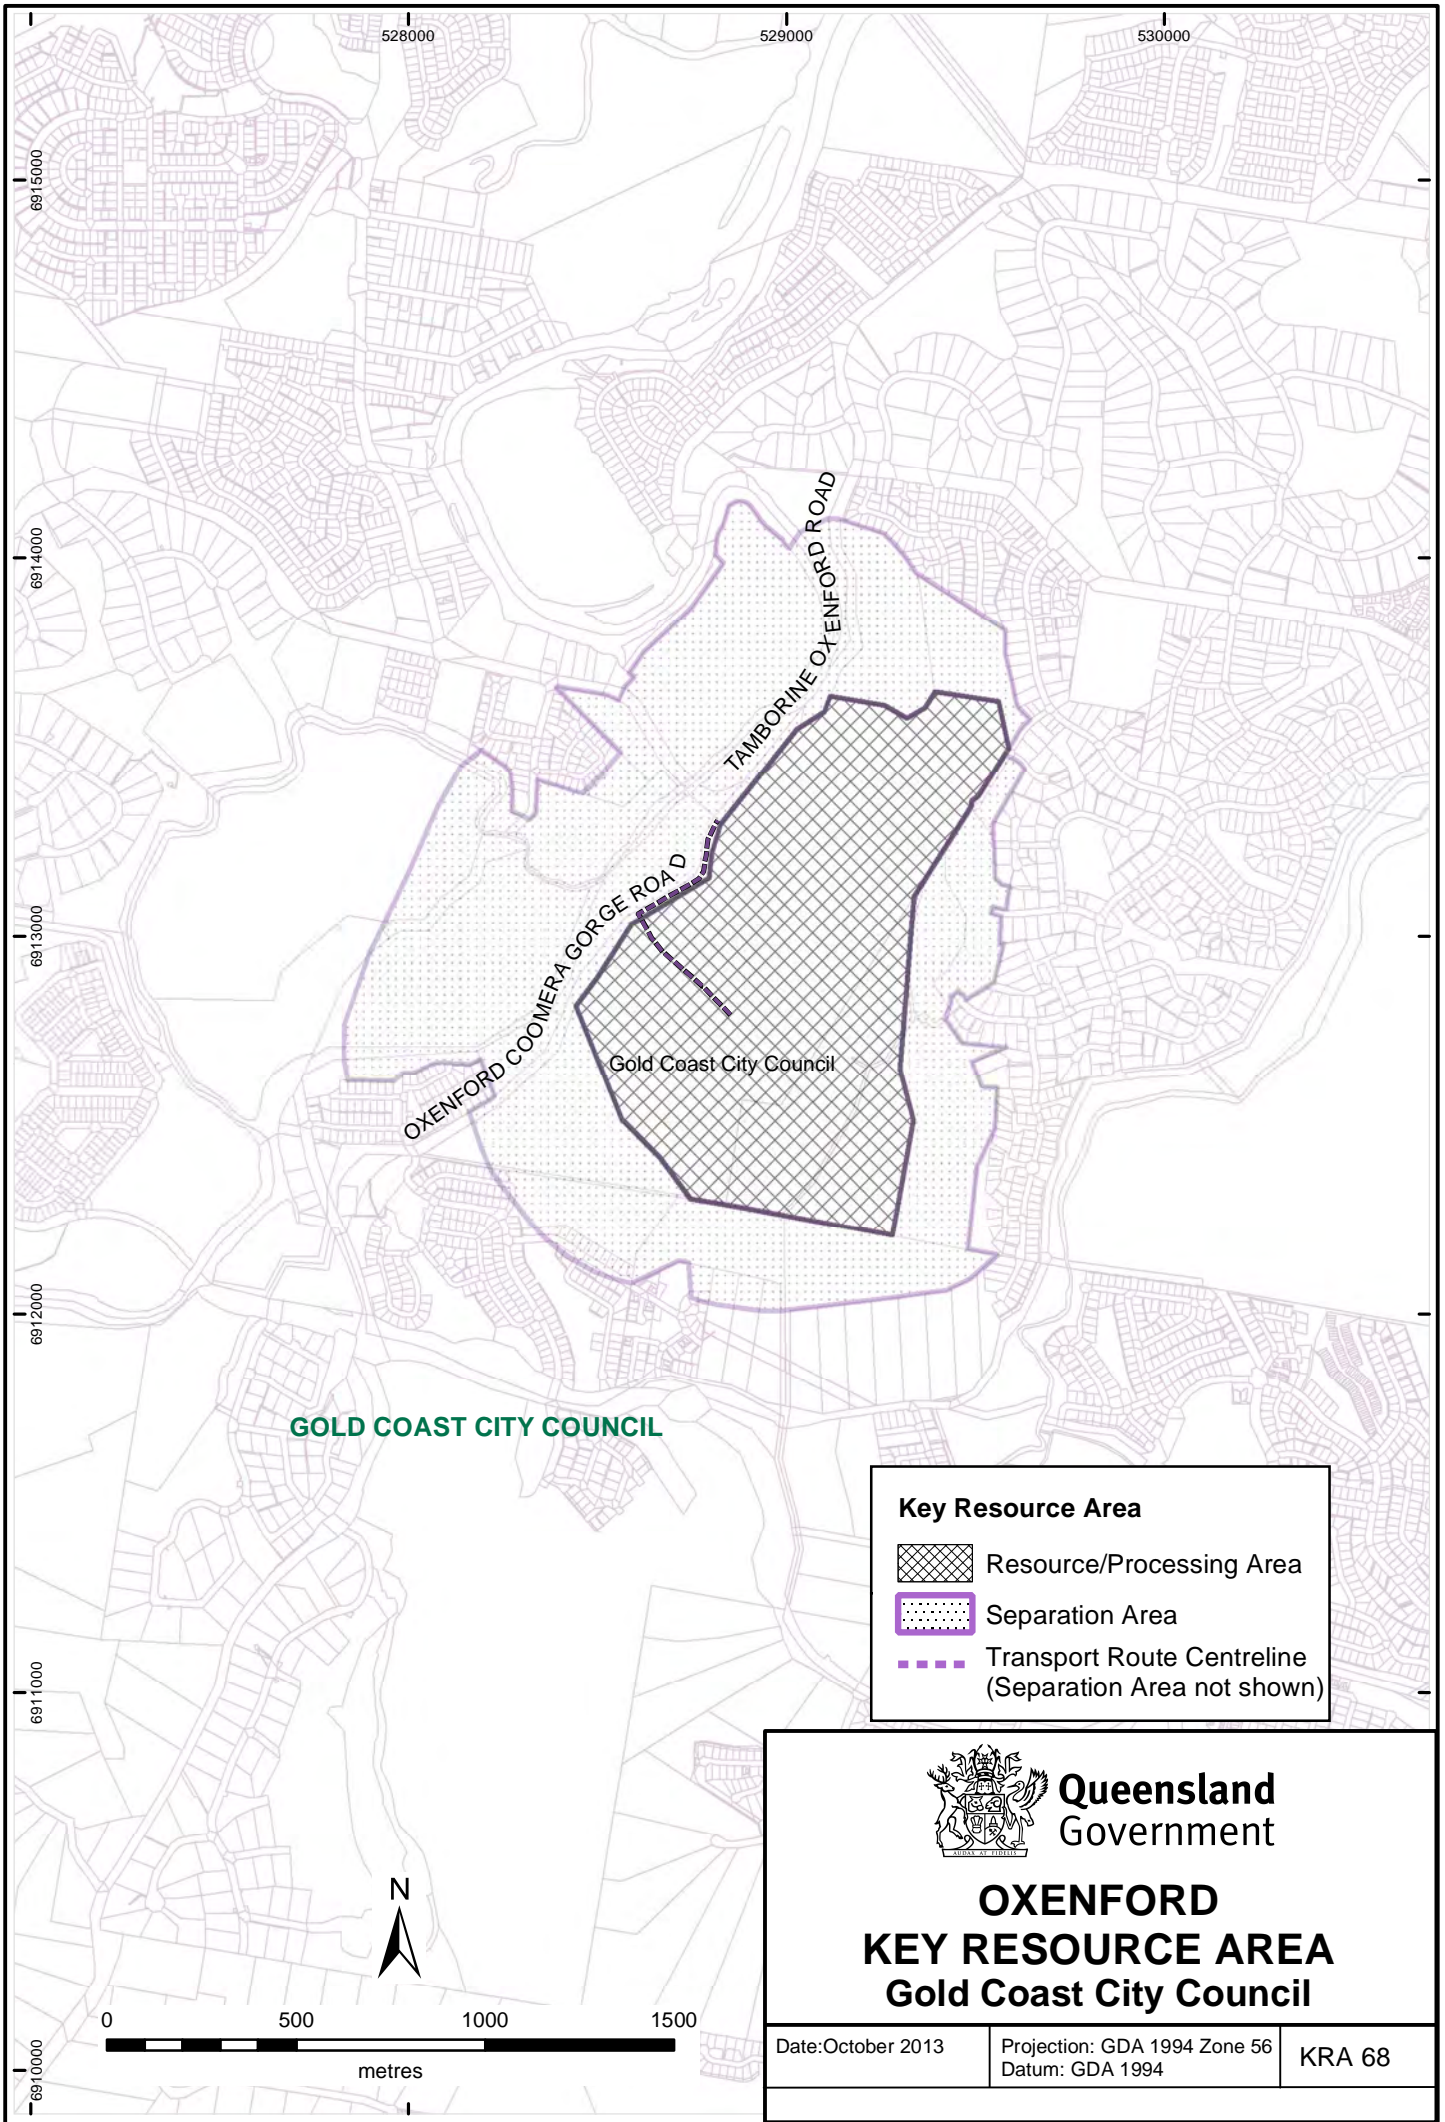 528000
529000
530000
6915000
6914000
6913000
6912000
6911000
6910000
TAMBORINE OXENFORD ROAD
OXENFORD COOMERA GORGE ROAD
Gold Coast City Council
GOLD COAST CITY COUNCIL
Key Resource Area
Resource/Processing Area
Separation Area
Transport Route Centreline
(Separation Area not shown)
AUDAX AT FIDELIS
Queensland
Government
OXENFORD
KEY RESOURCE AREA
Gold Coast City Council
Date:October 2013
Projection: GDA 1994 Zone 56
Datum: GDA 1994
KRA 68
N
0 500 1000 1500
metres